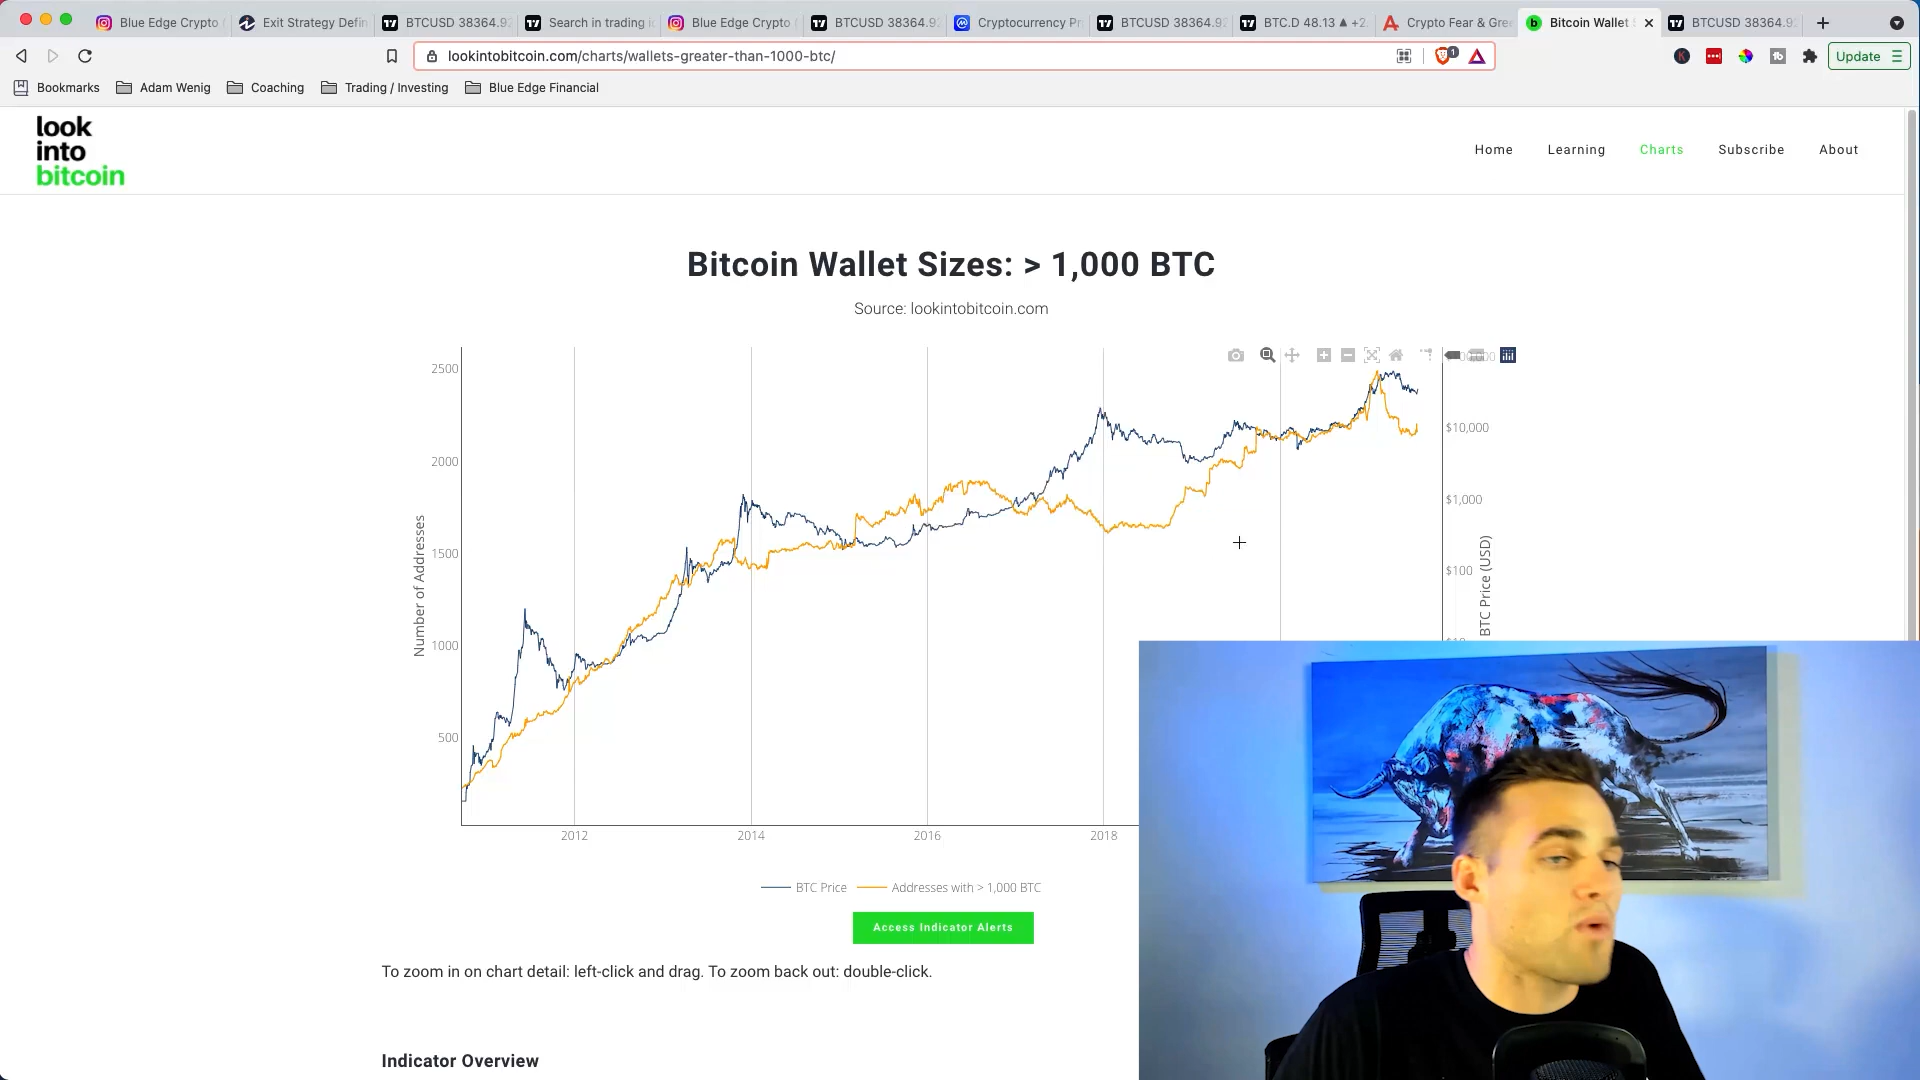 Blue Edge Crypto
Exit Strategy Defin
BTCUSD 38364.9
Search in trading
Blue Edge Crypto
BTCUSD 38364.9
Cryptocurrency Pr
BTCUSD 38364.9
BTC.D 48.13 ▲ +2.
Crypto Fear & Gre
Bitcoin Wallet
BTCUSD 38364.9
lookintobitcoin.com/charts/wallets-greater-than-1000-btc/
1
Update
Bookmarks
Adam Wenig
Coaching
Trading / Investing
Blue Edge Financial
look
into
bitcoin
Home
Learning
Charts
Subscribe
About
Bitcoin Wallet Sizes: > 1,000 BTC
Source: lookintobitcoin.com
2500
2000
1500
1000
500
Number of Addresses
$10,000
$1,000
$100
BTC Price (USD)
2012
2014
2016
2018
BTC Price
Addresses with > 1,000 BTC
Access Indicator Alerts
To zoom in on chart detail: left-click and drag. To zoom back out: double-click.
Indicator Overview